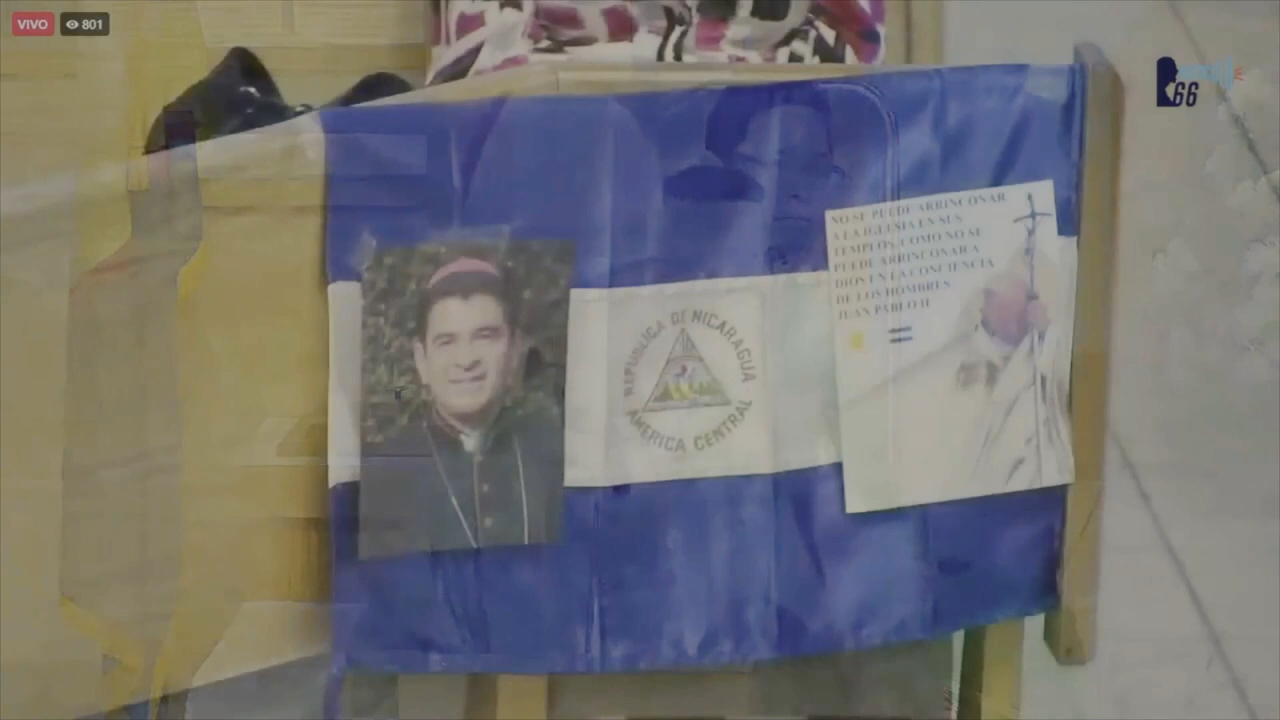 VIVO
801
66
NO SE PUEDE ARRINCONAR
A LA IGLESIA EN SUS
TEMPLOS, COMO NO SE
PUEDE ARRINCONAR A
DIOS EN LA CONCIENCIA
DE LOS HOMBRES
JUAN PABLO II
REPUBLICA DE NICARAGUA
AMERICA CENTRAL